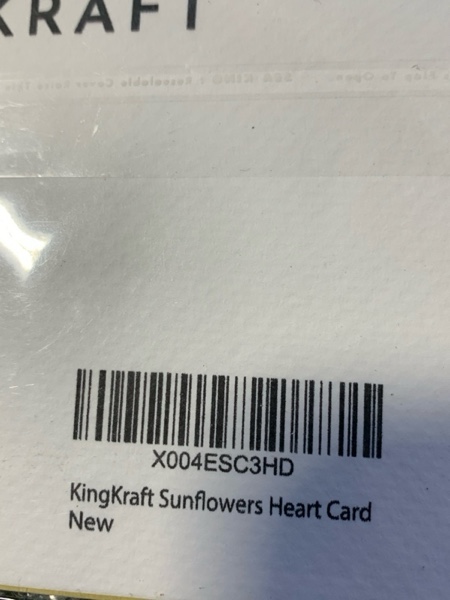 KRAFT
X004ESC3HD
KingKraft Sunflowers Heart Card
New